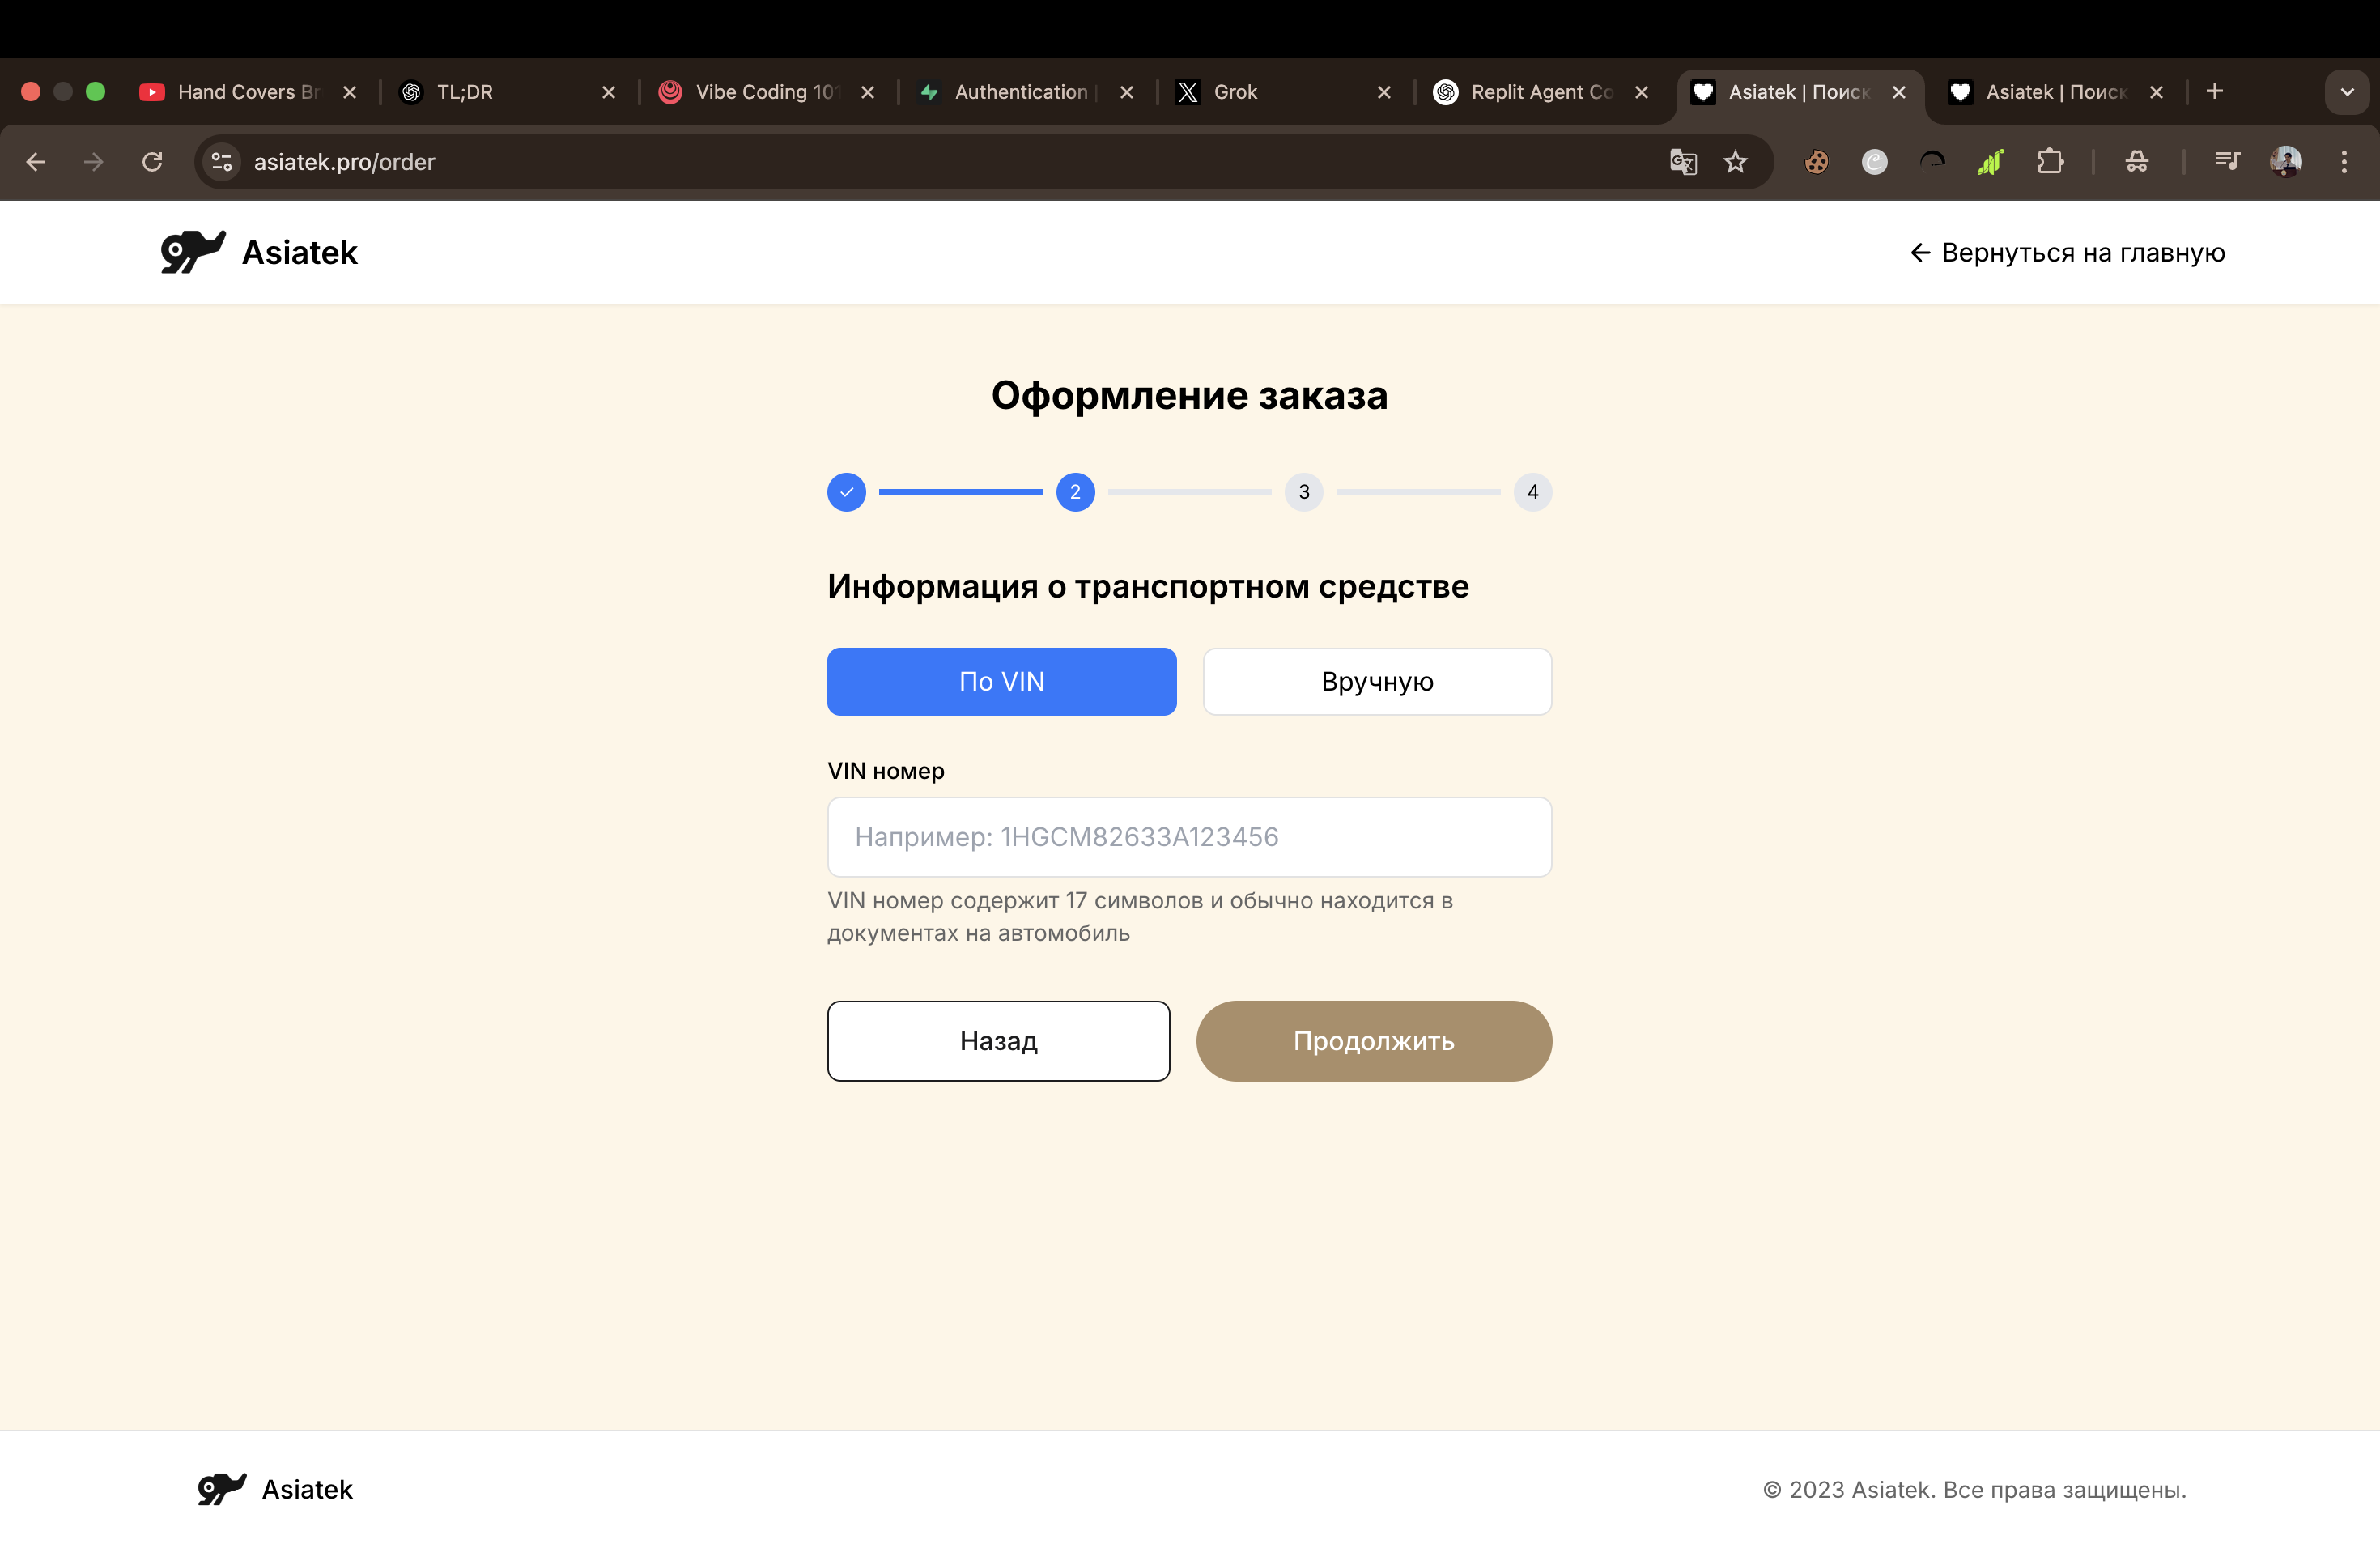 Hand Covers Br
TL;DR
Vibe Coding 101
Authentication |
Grok
Replit Agent Co
Asiatek | Поиск
Asiatek | Поиск
asiatek.pro/order
Asiatek
← Вернуться на главную
Оформление заказа
2
3
4
Информация о транспортном средстве
По VIN
Вручную
VIN номер
Например: 1HGCM82633A123456
VIN номер содержит 17 символов и обычно находится в
документах на автомобиль
Назад
Продолжить
Asiatek
© 2023 Asiatek. Все права защищены.